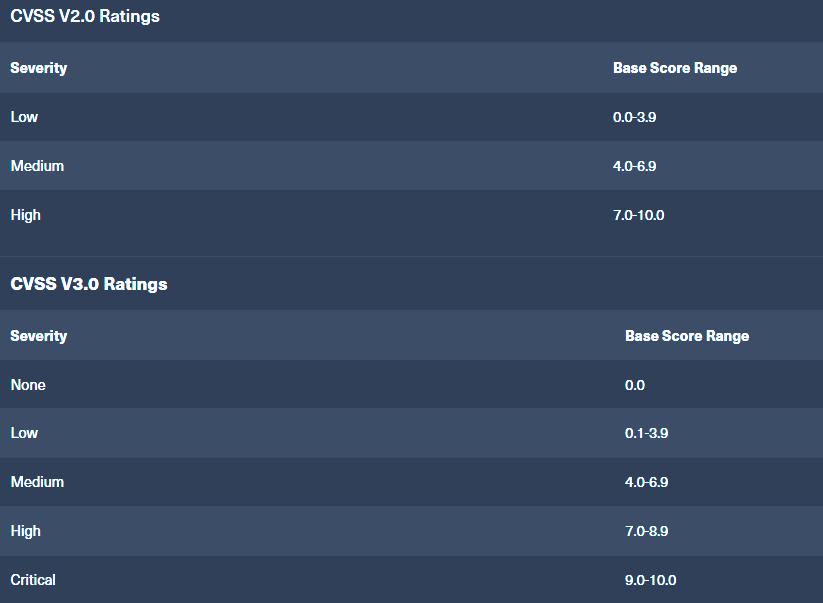 CVSS V2.0 Ratings
Severity Base Score Range
Low 0.0-3.9
Medium 4.0-6.9
High 7.0-10.0
CVSS V3.0 Ratings
Severity Base Score Range
None 0.0
Low 0.1-3.9
Medium 4.0-6.9
High 7.0-8.9
Critical 9.0-10.0